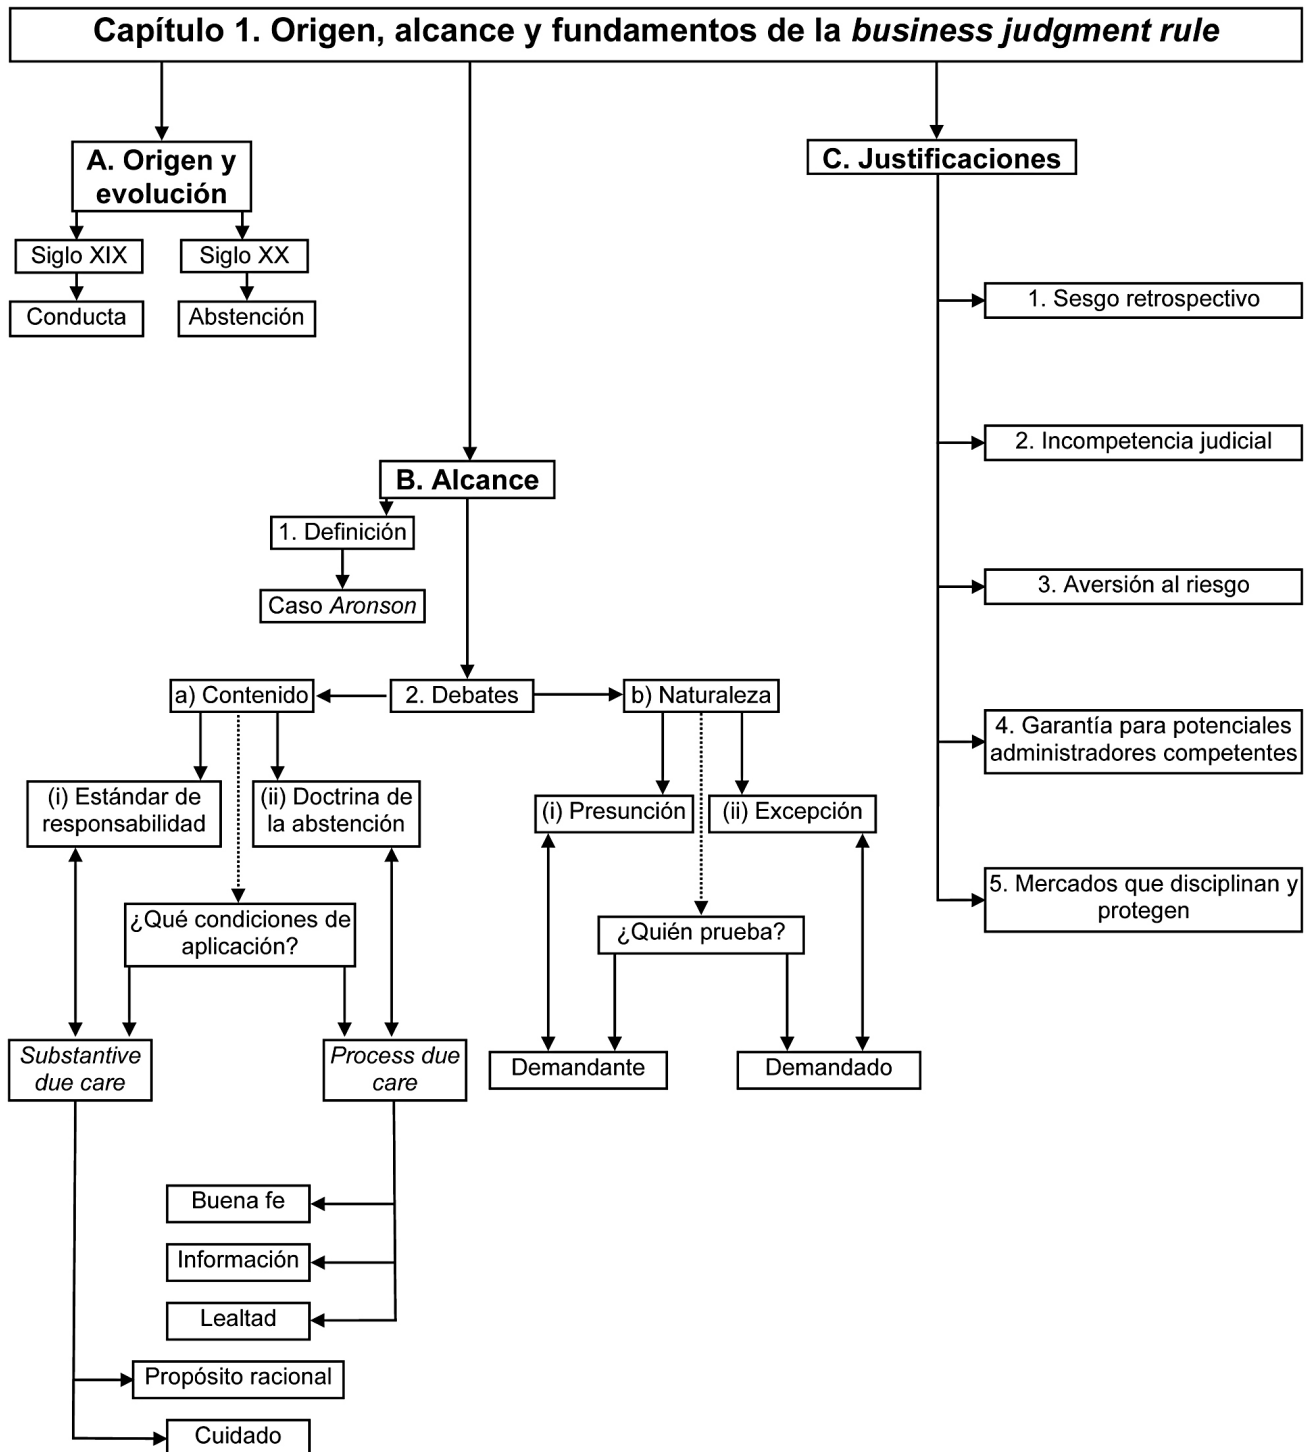 Capítulo 1. Origen, alcance y fundamentos de la business judgment rule
A. Origen y
evolución
Siglo XIX
Siglo XX
Conducta
Abstención
B. Alcance
1. Definición
Caso Aronson
2. Debates
a) Contenido
(i) Estándar de
responsabilidad
(ii) Doctrina de
la abstención
¿Qué condiciones de
aplicación?
Substantive
due care
Process due
care
Buena fe
Información
Lealtad
Propósito racional
Cuidado
b) Naturaleza
(i) Presunción
(ii) Excepción
¿Quién prueba?
Demandante
Demandado
C. Justificaciones
1. Sesgo retrospectivo
2. Incompetencia judicial
3. Aversión al riesgo
4. Garantía para potenciales
administradores competentes
5. Mercados que disciplinan y
protegen